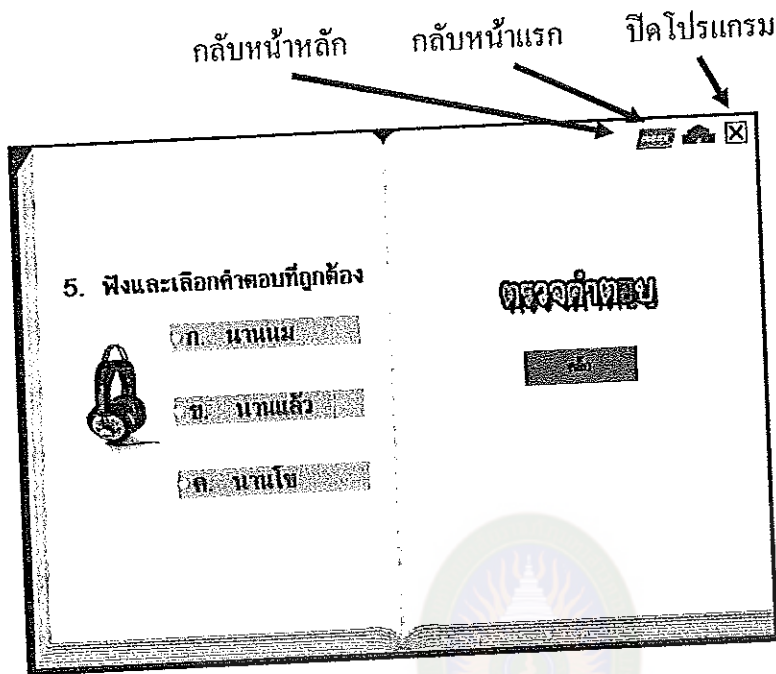 กลับหน้าหลัก กลับหน้าแรก ปิดโปรแกรม
5. ฟังและเลือกคำตอบที่ถูกต้อง
ก. นานนม
ข. นานแล้ว
ค. นานโข
ตรวจคำตอบ